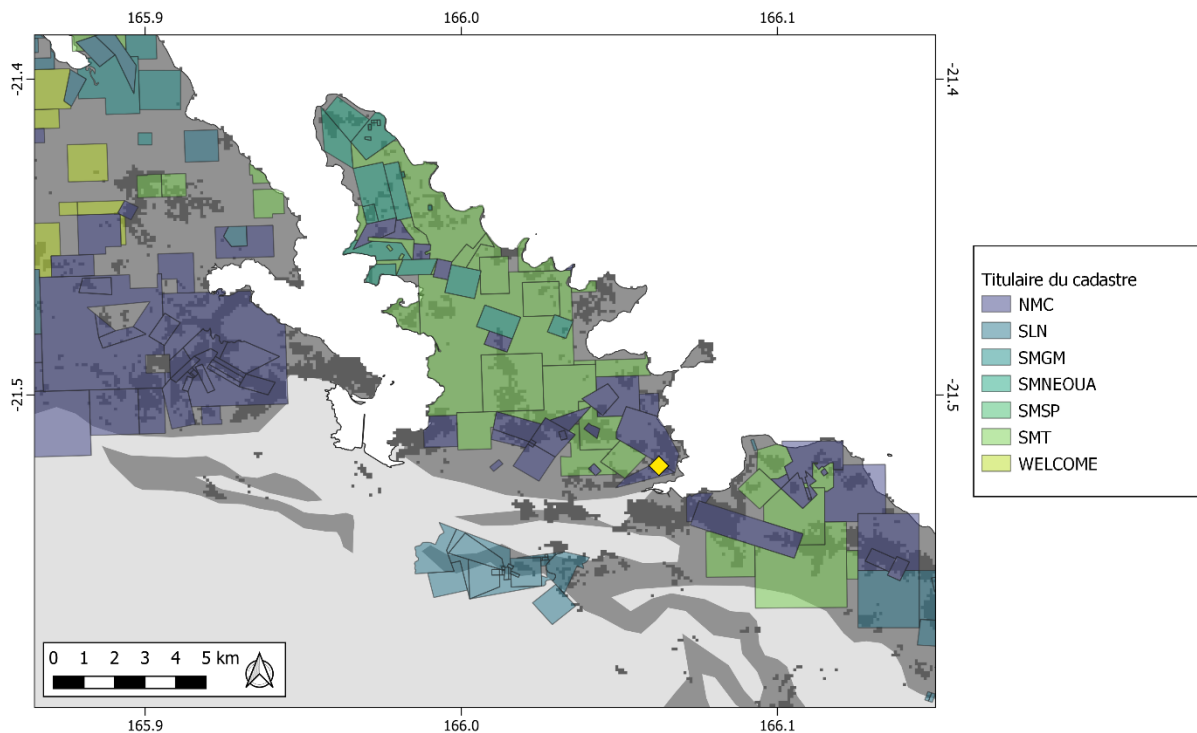 165.9 166.0 166.1
-21.4 -21.4
-21.5 -21.5
Titulaire du cadastre
NMC
SLN
SMGM
SMNEOUA
SMSP
SMT
WELCOME
0 1 2 3 4 5 km
165.9 166.0 166.1